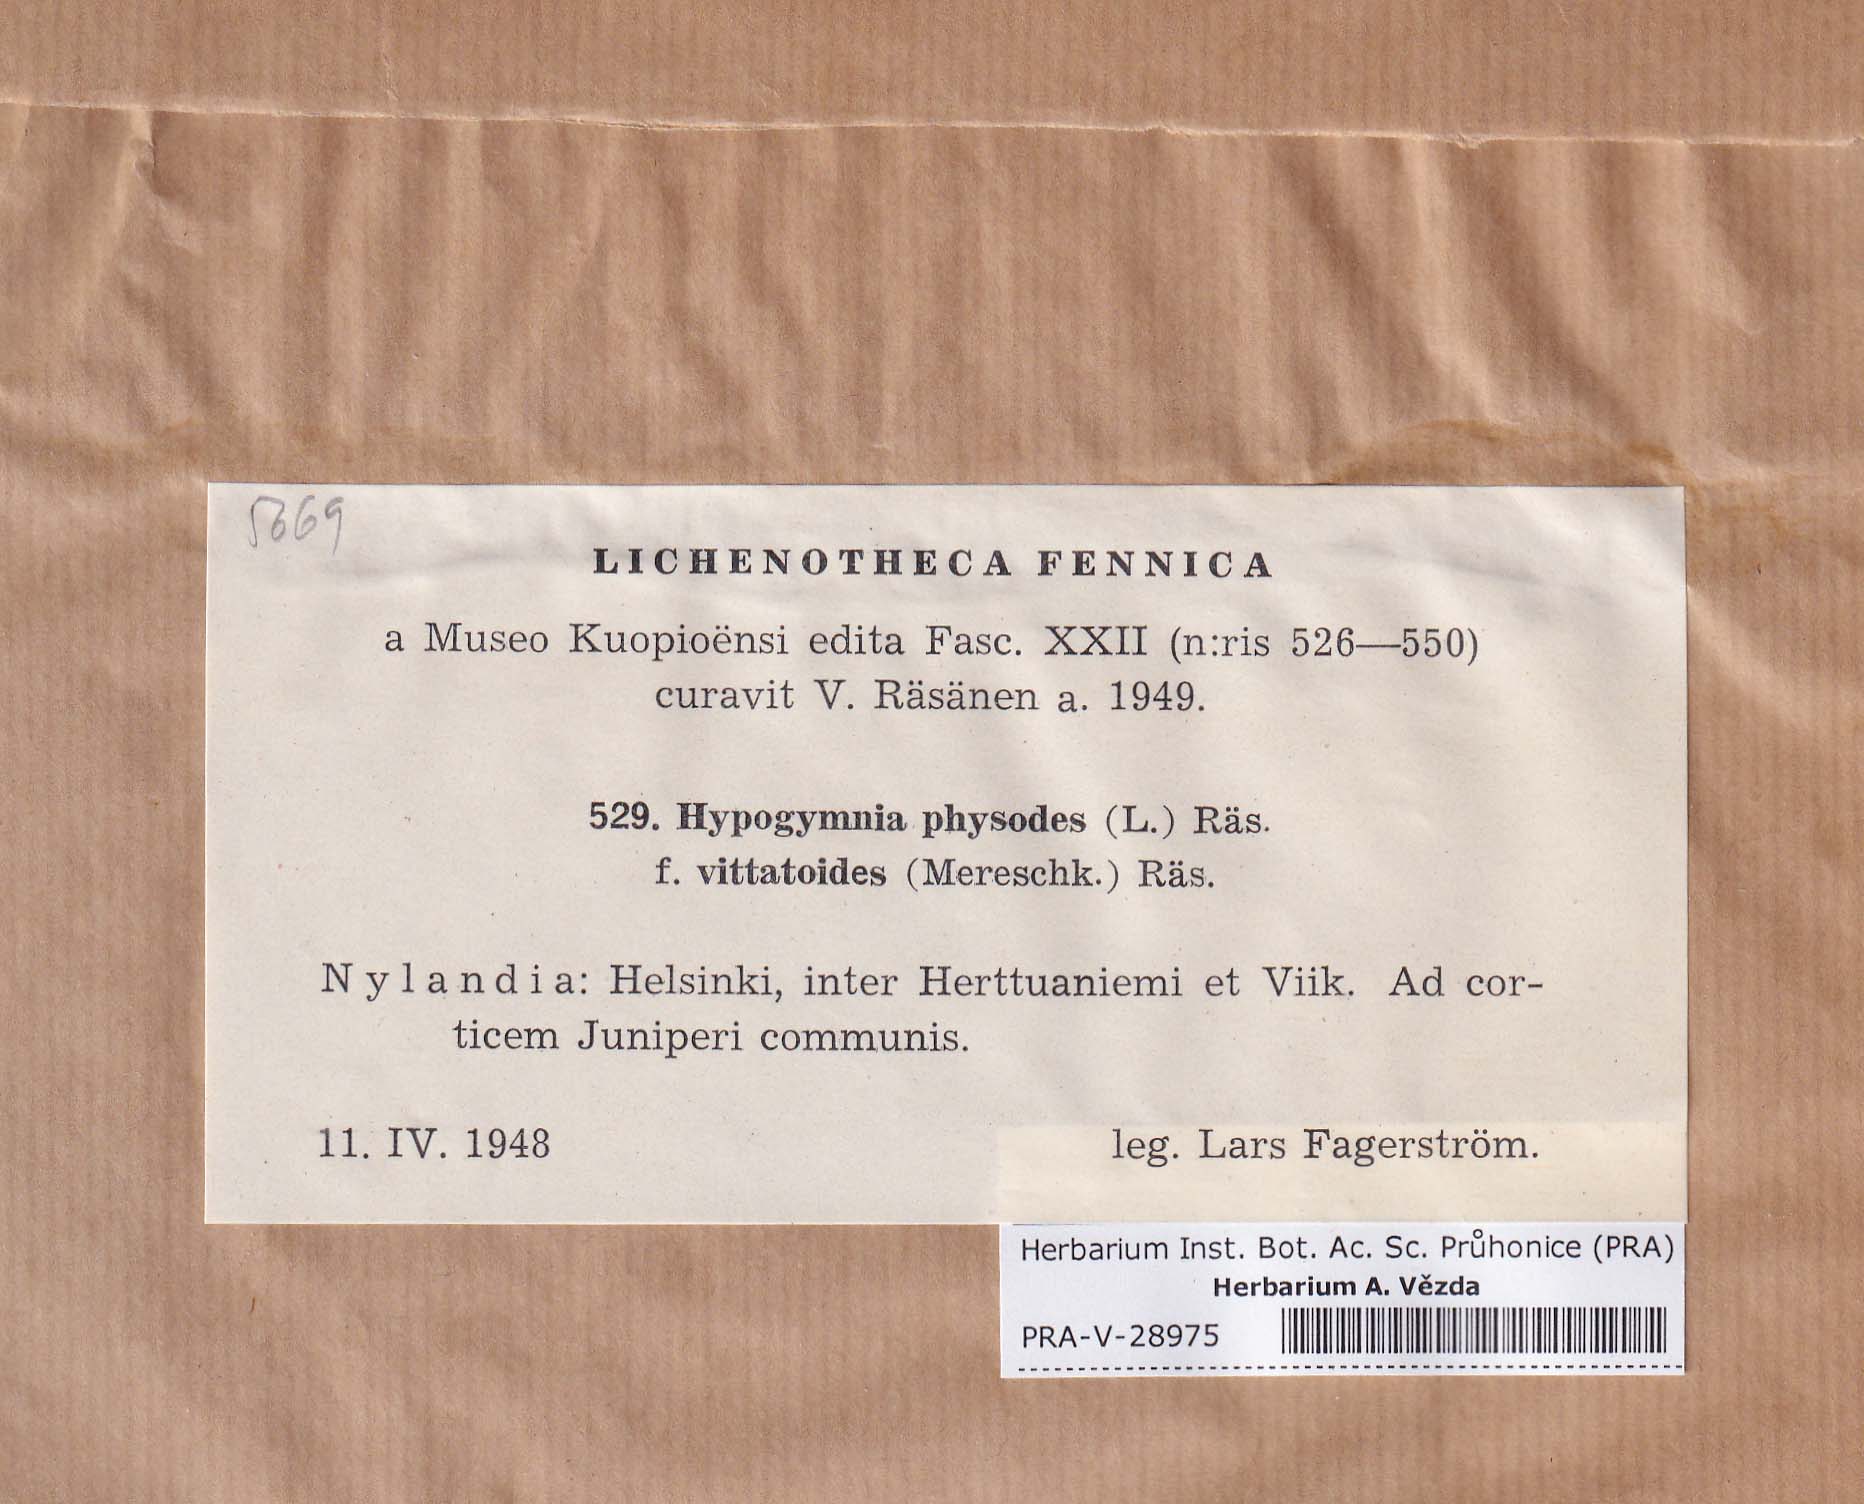 5669
LICHENOTHECA FENNICA
a Museo Kuopioënsi edita Fasc. XXII (n:ris 526—550)
curavit V. Räsänen a. 1949.
529. Hypogymnia physodes (L.) Räs.
f. vittatoides (Mereschk.) Räs.
Nylandia: Helsinki, inter Herttuaniemi et Viik. Ad cor-
ticem Juniperi communis.
11. IV. 1948 leg. Lars Fagerström.
Herbarium Inst. Bot. Ac. Sc. Průhonice (PRA)
Herbarium A. Vězda
PRA-V-28975